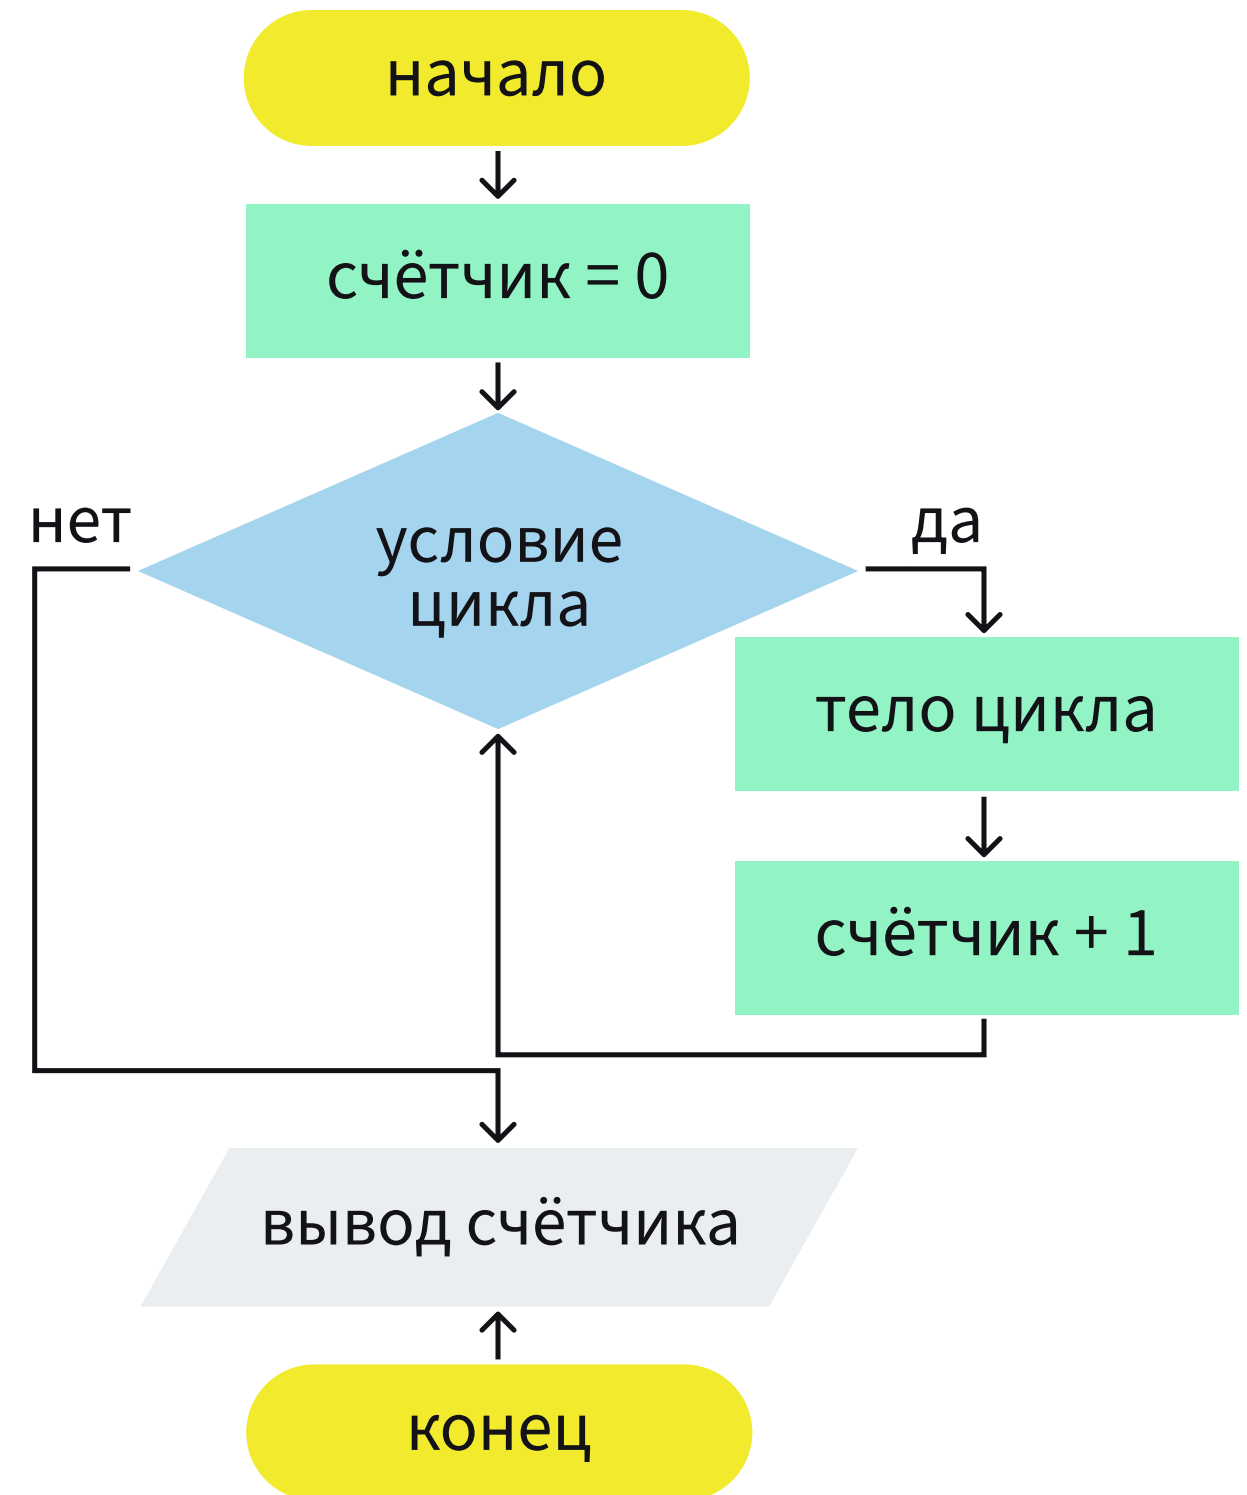 начало
счётчик = 0
нет
да
условие
цикла
тело цикла
счётчик + 1
вывод счётчика
конец